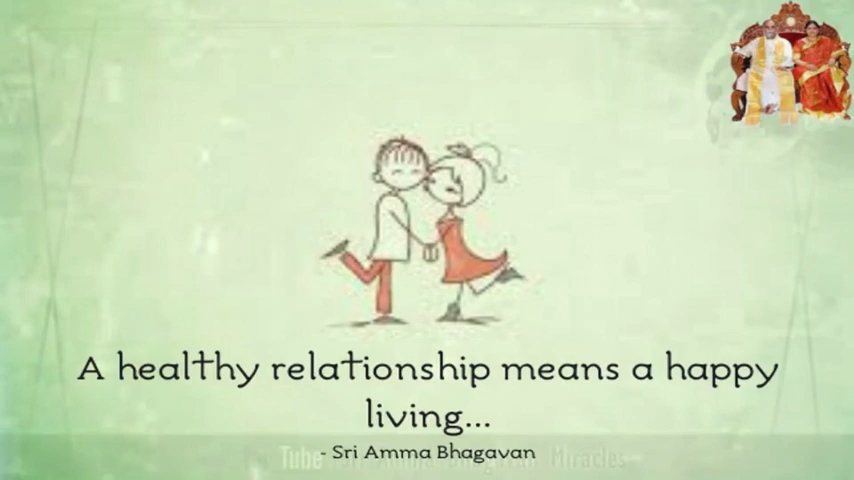 A healthy relationship means a happy
living...
- Sri Amma Bhagavan